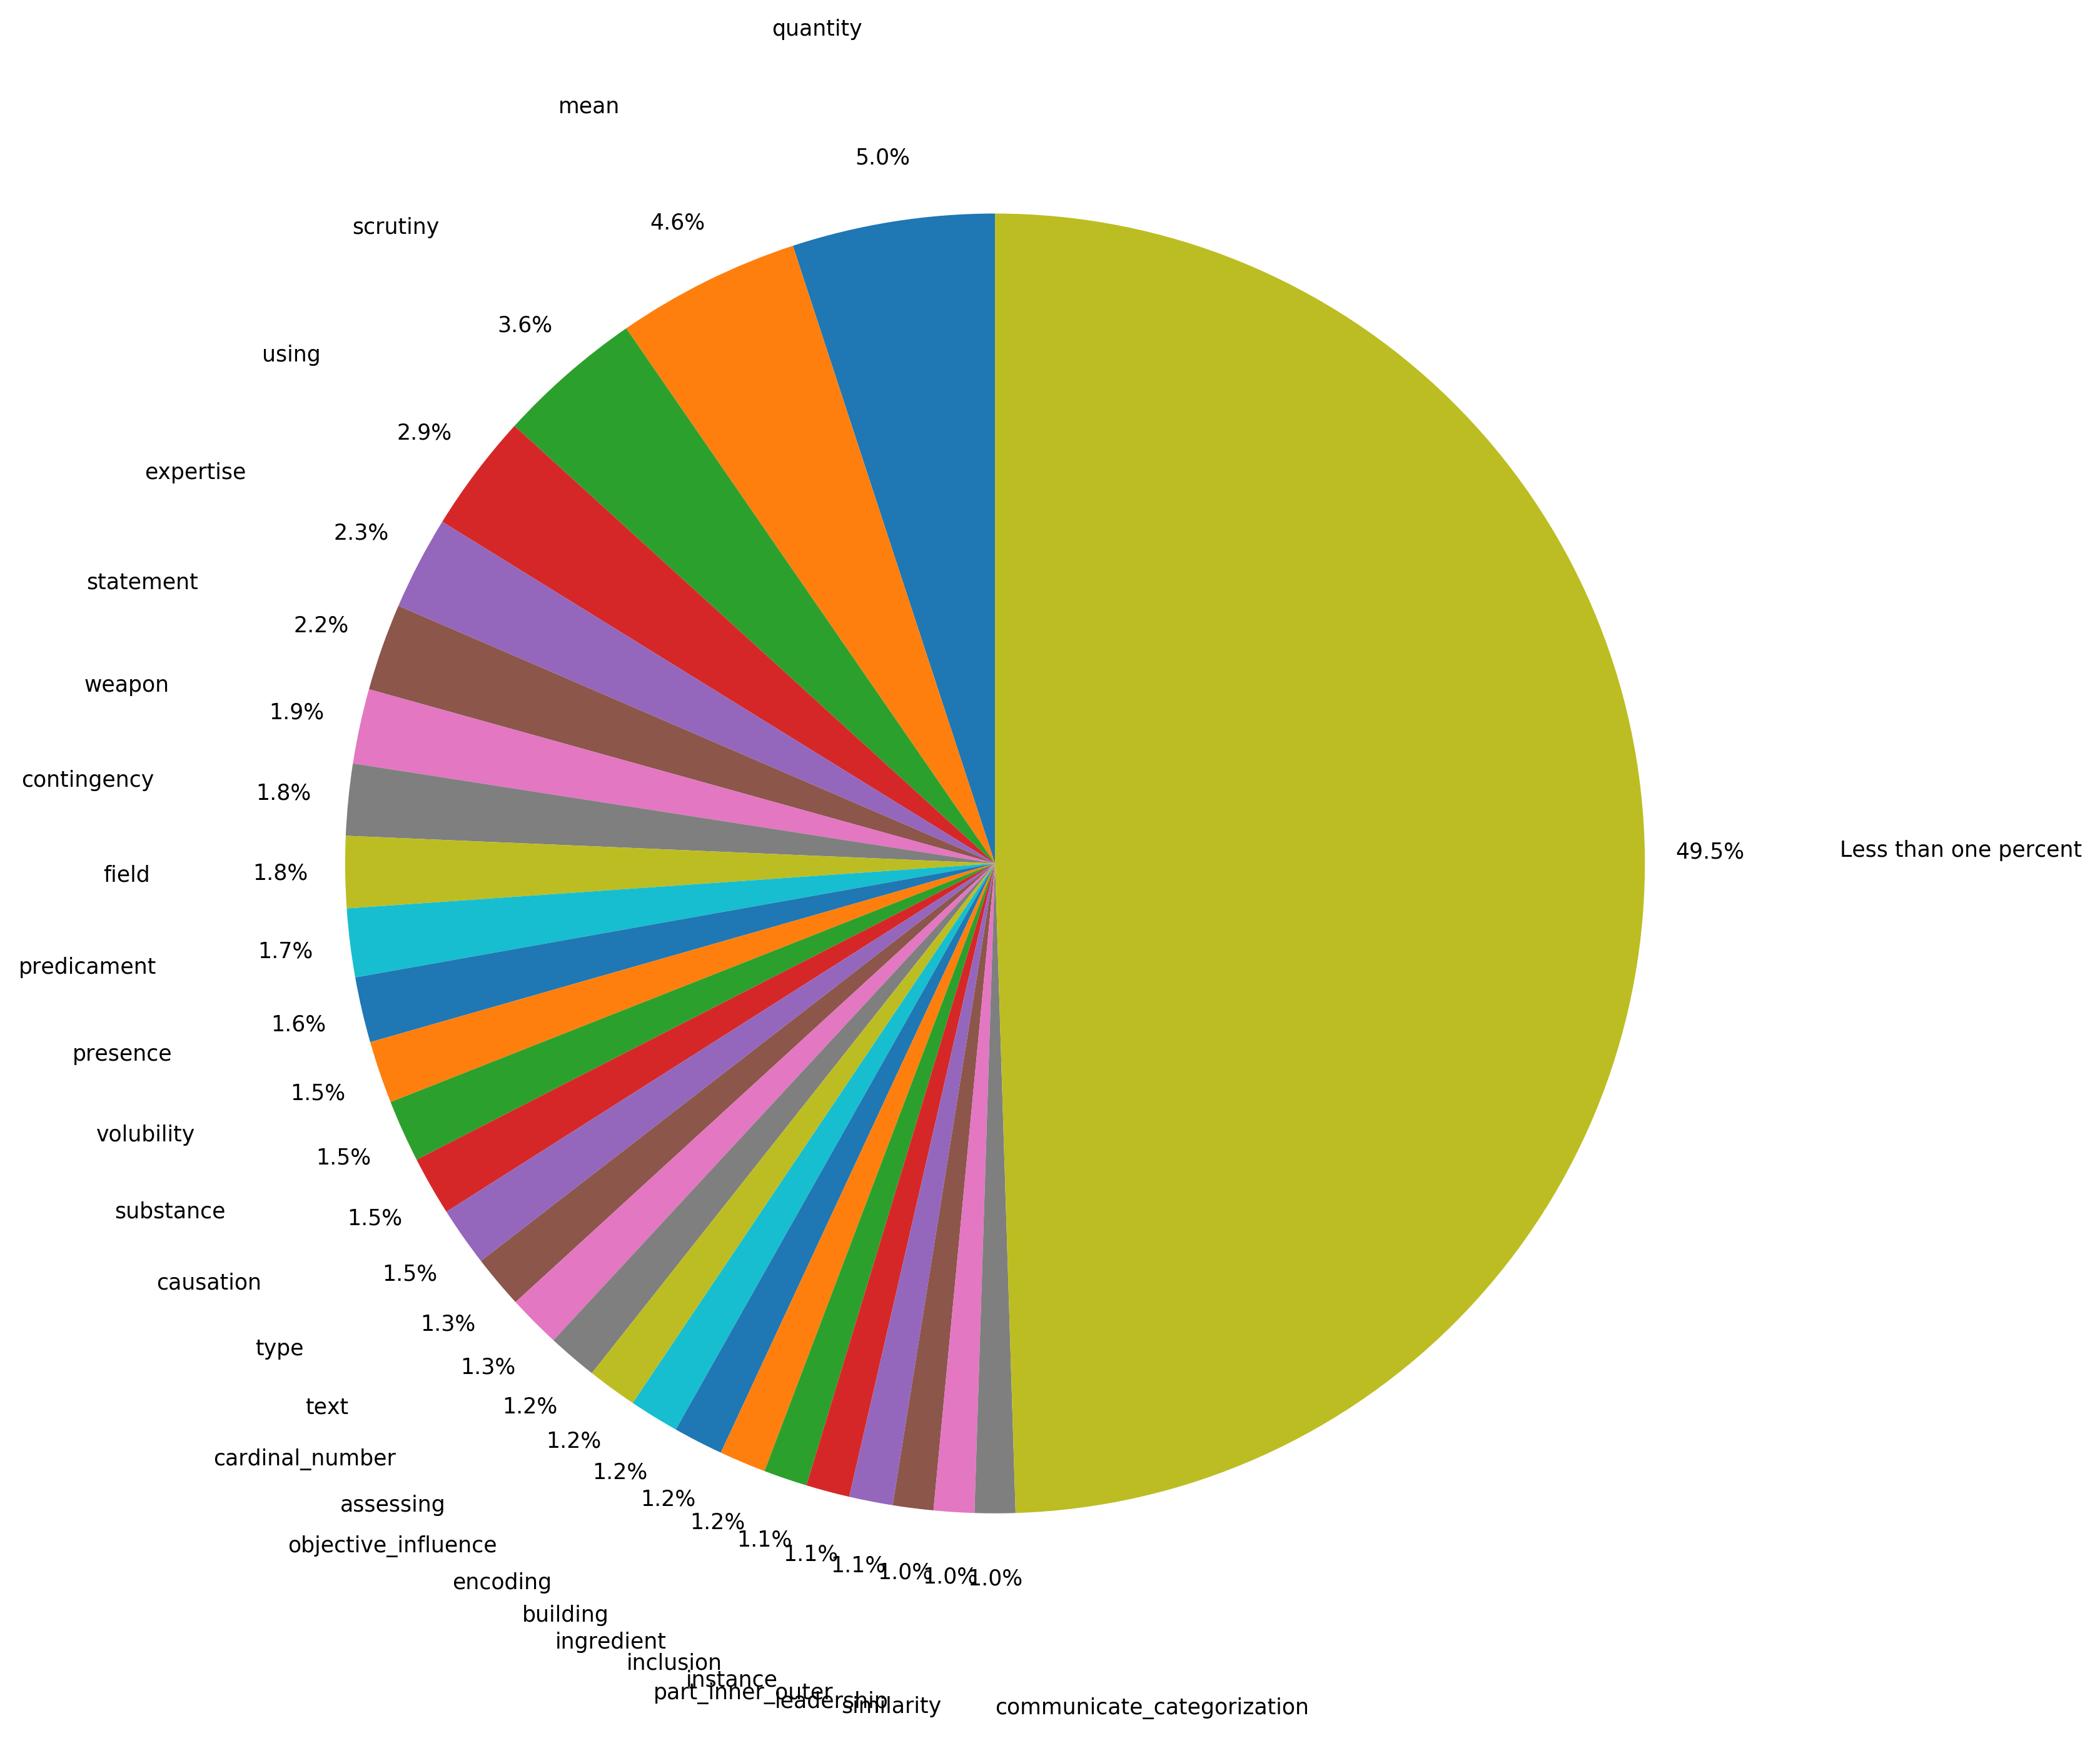 quantity
mean
5.0%
scrutiny
4.6%
using
3.6%
2.9%
expertise
2.3%
statement
2.2%
weapon
1.9%
contingency
1.8%
field
1.8%
49.5%
Less than one percent
predicament
1.7%
presence
1.6%
volubility
1.5%
substance
1.5%
causation
1.5%
type
1.5%
text
1.3%
cardinal_number
1.3%
assessing
1.2%
objective_influence
1.2%
encoding
1.2%
building
1.2%
ingredient
1.2%
inclusion
1.1%
instance
1.1%
part_inner_outer
1.1%
leadership
1.0%
similarity
1.0%
communicate_categorization
1.0%